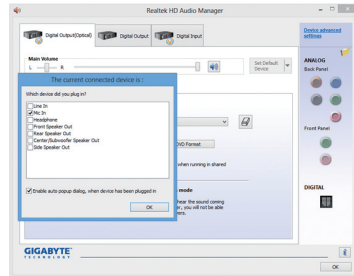 Realtek HD Audio Manager
Digital Output(Optical)
Digital Output
Digital Input
Device advanced
settings
Main Volume
L
R
Set Default
Device
ANALOG
Back Panel
The current connected device is :
Which device did you plug in?
Line In
Mic In
Headphone
Front Speaker Out
Rear Speaker Out
Center/Subwoofer Speaker Out
Side Speaker Out
DVD Format
when running in shared
Front Panel
Enable auto popup dialog, when device has been plugged in
mode
hear the sound coming
er, you will not be able
OK
DIGITAL
GIGABYTE
TECHNOLOGY
OK